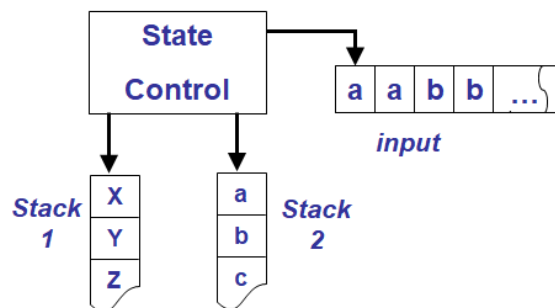 State
Control
a a b b ...
input
Stack
1
X
Y
Z
a
b
c
Stack
2